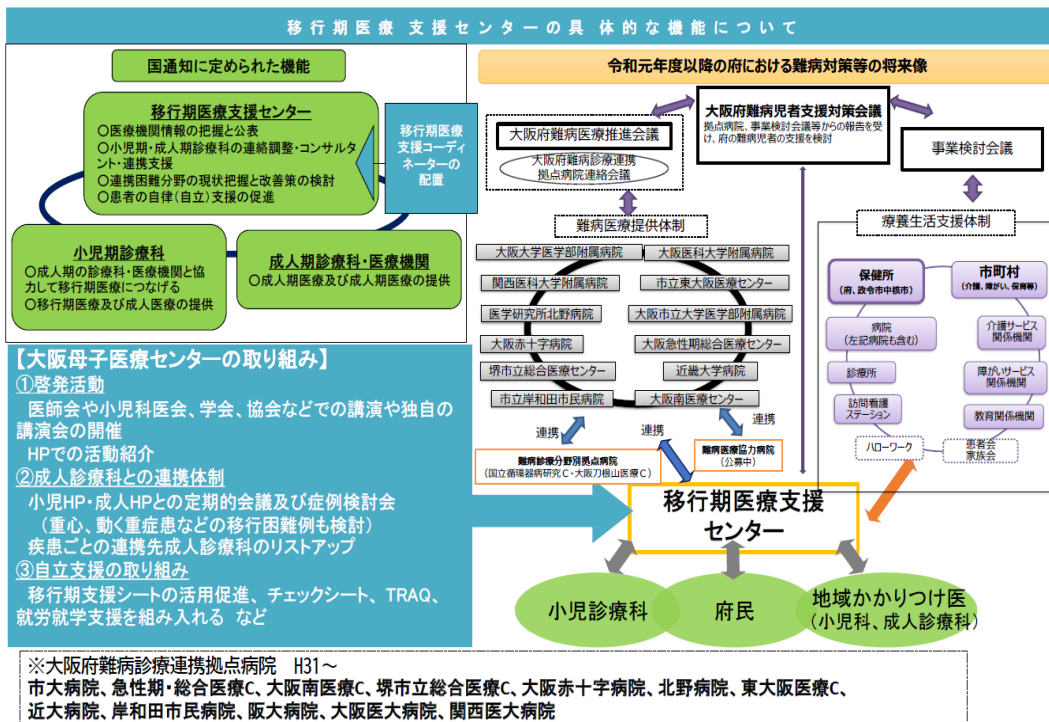 移行期医療 支援センターの具 体的な機能について
国通知に定められた機能
移行期医療支援センター
○医療機関情報の把握と公表
○小児期・成人期診療科の連絡調整・コンサルタ
ント・連携支援
○連携困難分野の現状把握と改善策の検討
○患者の自律（自立）支援の促進
移行期医療
支援コーディ
ネーターの
配置
小児期診療科
○成人期の診療科・医療機関と協
力して移行期医療につなげる
○移行期医療及び成人医療の提供
成人期診療科・医療機関
○成人期医療及び成人期医療の提供
【大阪母子医療センターの取り組み】
①啓発活動
医師会や小児科医会、学会、協会などでの講演や独自の
講演会の開催
HPでの活動紹介
②成人診療科との連携体制
小児HP・成人HPとの定期的会議及び症例検討会
（重心、動く重症患などの移行困難例も検討）
疾患ごとの連携先成人診療科のリストアップ
③自立支援の取り組み
移行期支援シートの活用促進、チェックシート、TRAQ、
就労就学支援を組み入れる など
令和元年度以降の府における難病対策等の将来像
大阪府難病児者支援対策会議
拠点病院、事業検討会議等からの報告を受
け、府の難病児者の支援を検討
大阪府難病医療推進会議
大阪府難病診療連携
拠点病院連絡会議
事業検討会議
難病医療提供体制
大阪大学医学部附属病院
大阪医科大学附属病院
関西医科大学附属病院
市立東大阪医療センター
医学研究所北野病院
大阪市立大学医学部附属病院
大阪赤十字病院
大阪急性期総合医療センター
堺市立総合医療センター
近畿大学病院
市立岸和田市民病院
大阪南医療センター
連携
連携
連携
難病診療分野別拠点病院
（国立循環器病研究C・大阪刀根山医療C）
難病医療協力病院
（公募中）
療養生活支援体制
保健所
（府、政令市中核市）
市町村
（介護、障がい、保育等）
病院
（左記病院も含む）
介護サービス
関係機関
診療所
障がいサービス
関係機関
訪問看護
ステーション
教育関係機関
ハローワーク
患者会
家族会
移行期医療支援
センター
小児診療科
府民
地域かかりつけ医
（小児科、成人診療科）
※大阪府難病診療連携拠点病院 H31～
市大病院、急性期・総合医療C、大阪南医療C、堺市立総合医療C、大阪赤十字病院、北野病院、東大阪医療C、
近大病院、岸和田市民病院、阪大病院、大阪医大病院、関西医大病院